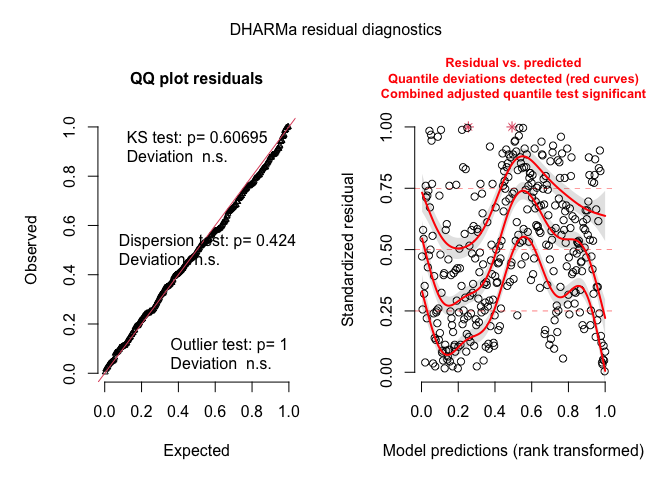 DHARMa residual diagnostics
QQ plot residuals
KS test: p= 0.60695
Deviation n.s.
Dispersion test: p= 0.424
Deviation n.s.
Outlier test: p= 1
Deviation n.s.
Observed
0.0 0.2 0.4 0.6 0.8 1.0
0.0 0.2 0.4 0.6 0.8 1.0
Expected
Residual vs. predicted
Quantile deviations detected (red curves)
Combined adjusted quantile test significant
Standardized residual
0.00 0.25 0.50 0.75 1.00
0.0 0.2 0.4 0.6 0.8 1.0
Model predictions (rank transformed)